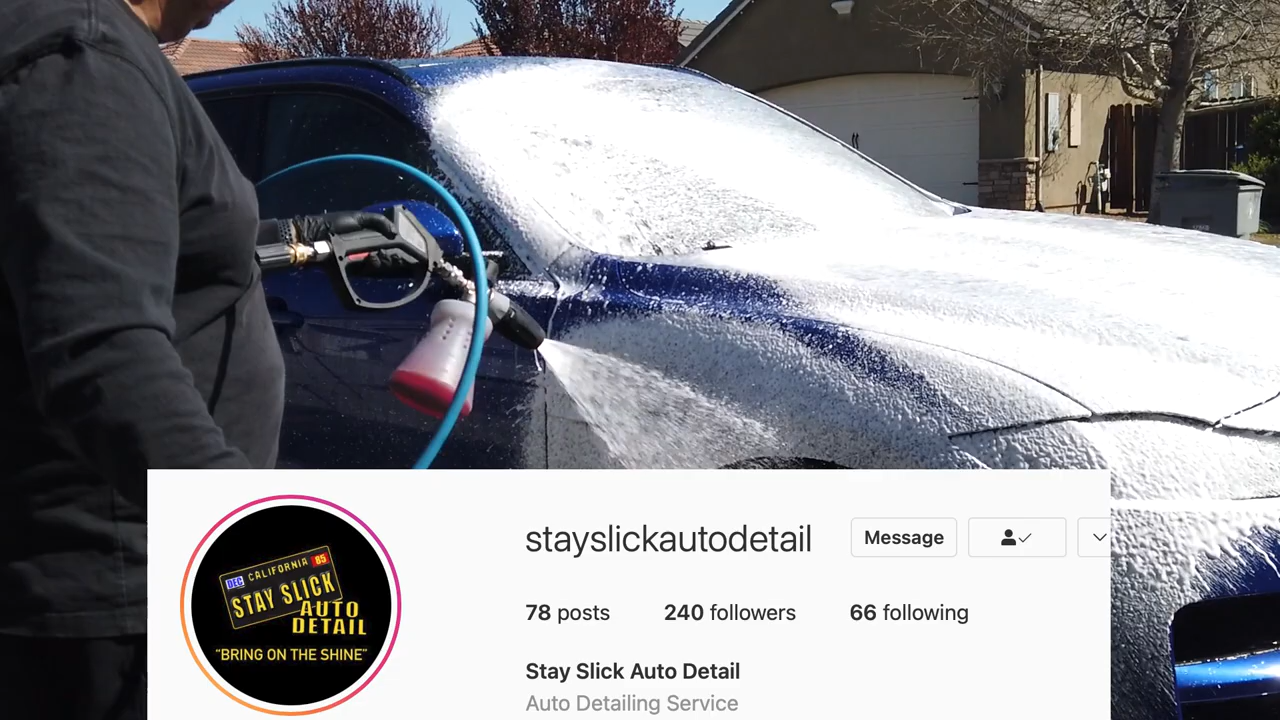 stayslickautodetail
Message
78 posts 240 followers 66 following
Stay Slick Auto Detail
Auto Detailing Service
DEC CALIFORNIA 85
STAY SLICK
AUTO
DETAIL
“BRING ON THE SHINE”